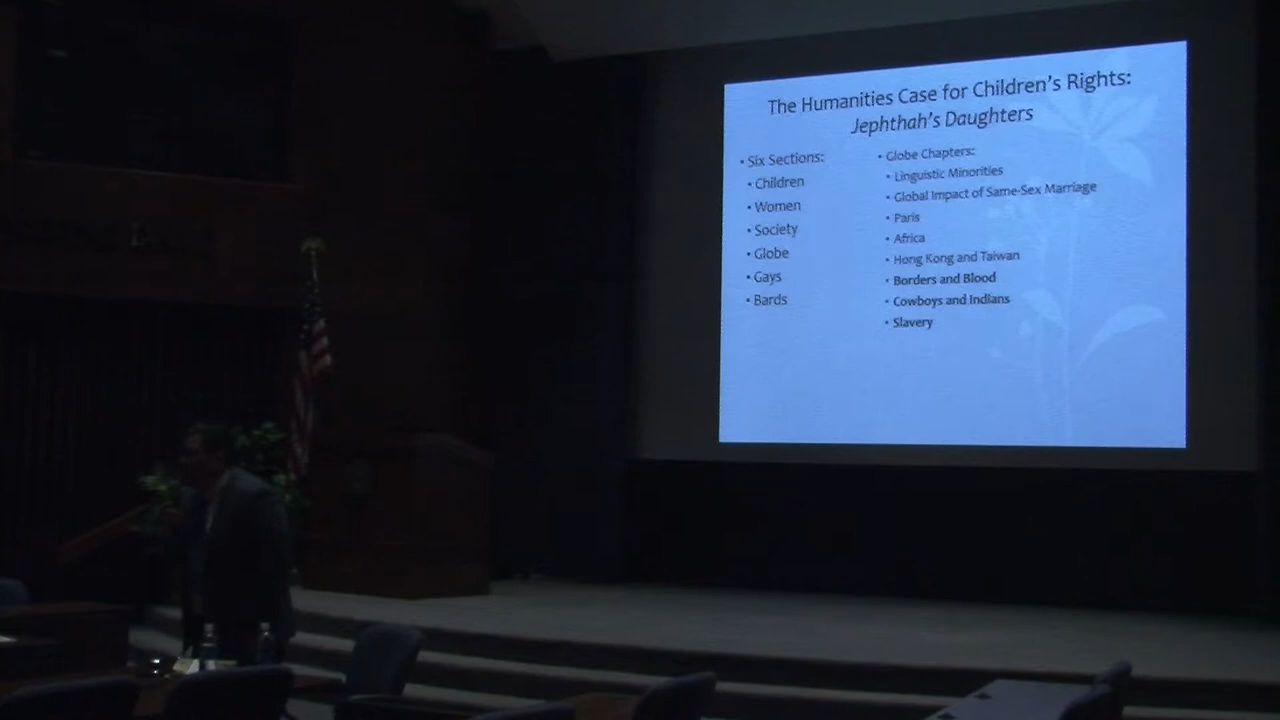 The Humanities Case for Children's Rights:
Jephthah's Daughters
• Six Sections:
• Children
• Women
• Society
• Globe
• Gays
• Bards
• Globe Chapters:
• Linguistic Minorities
• Global Impact of Same-Sex Marriage
• Paris
• Africa
• Hong Kong and Taiwan
• Borders and Blood
• Cowboys and Indians
• Slavery